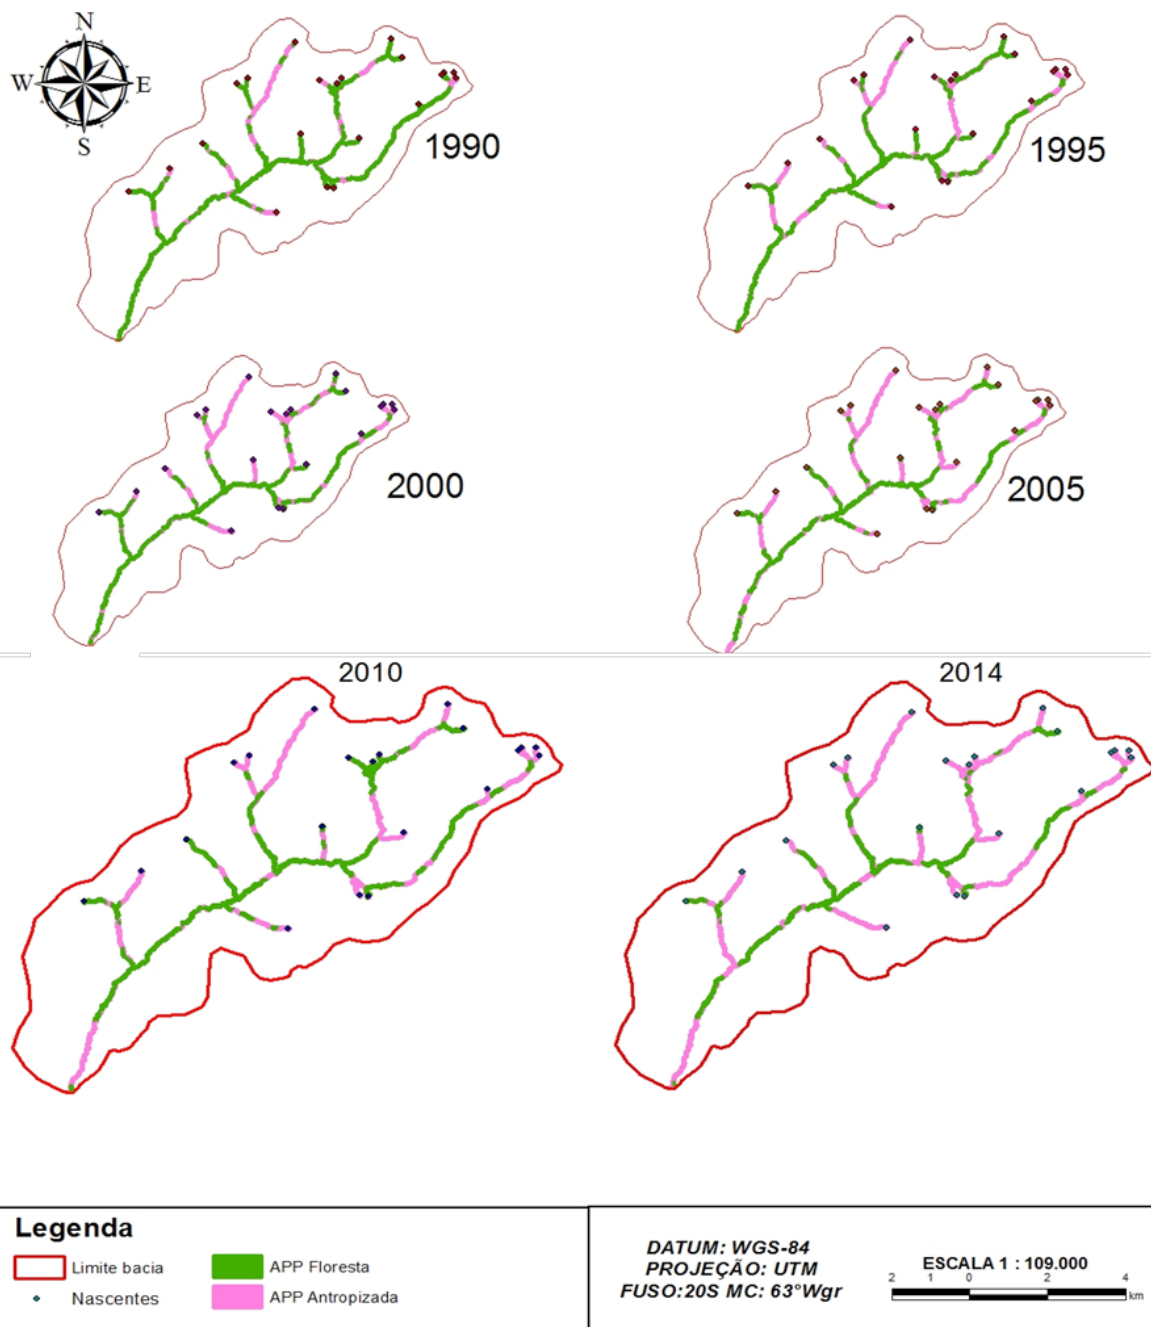 N
W E
S
1990
1995
2000
2005
2010
2014
Legenda
Limite bacia
Nascentes
APP Floresta
APP Antropizada
DATUM: WGS-84
PROJEÇÃO: UTM
FUSO:20S MC: 63°Wgr
ESCALA 1 : 109.000
2 1 0 2 4
km